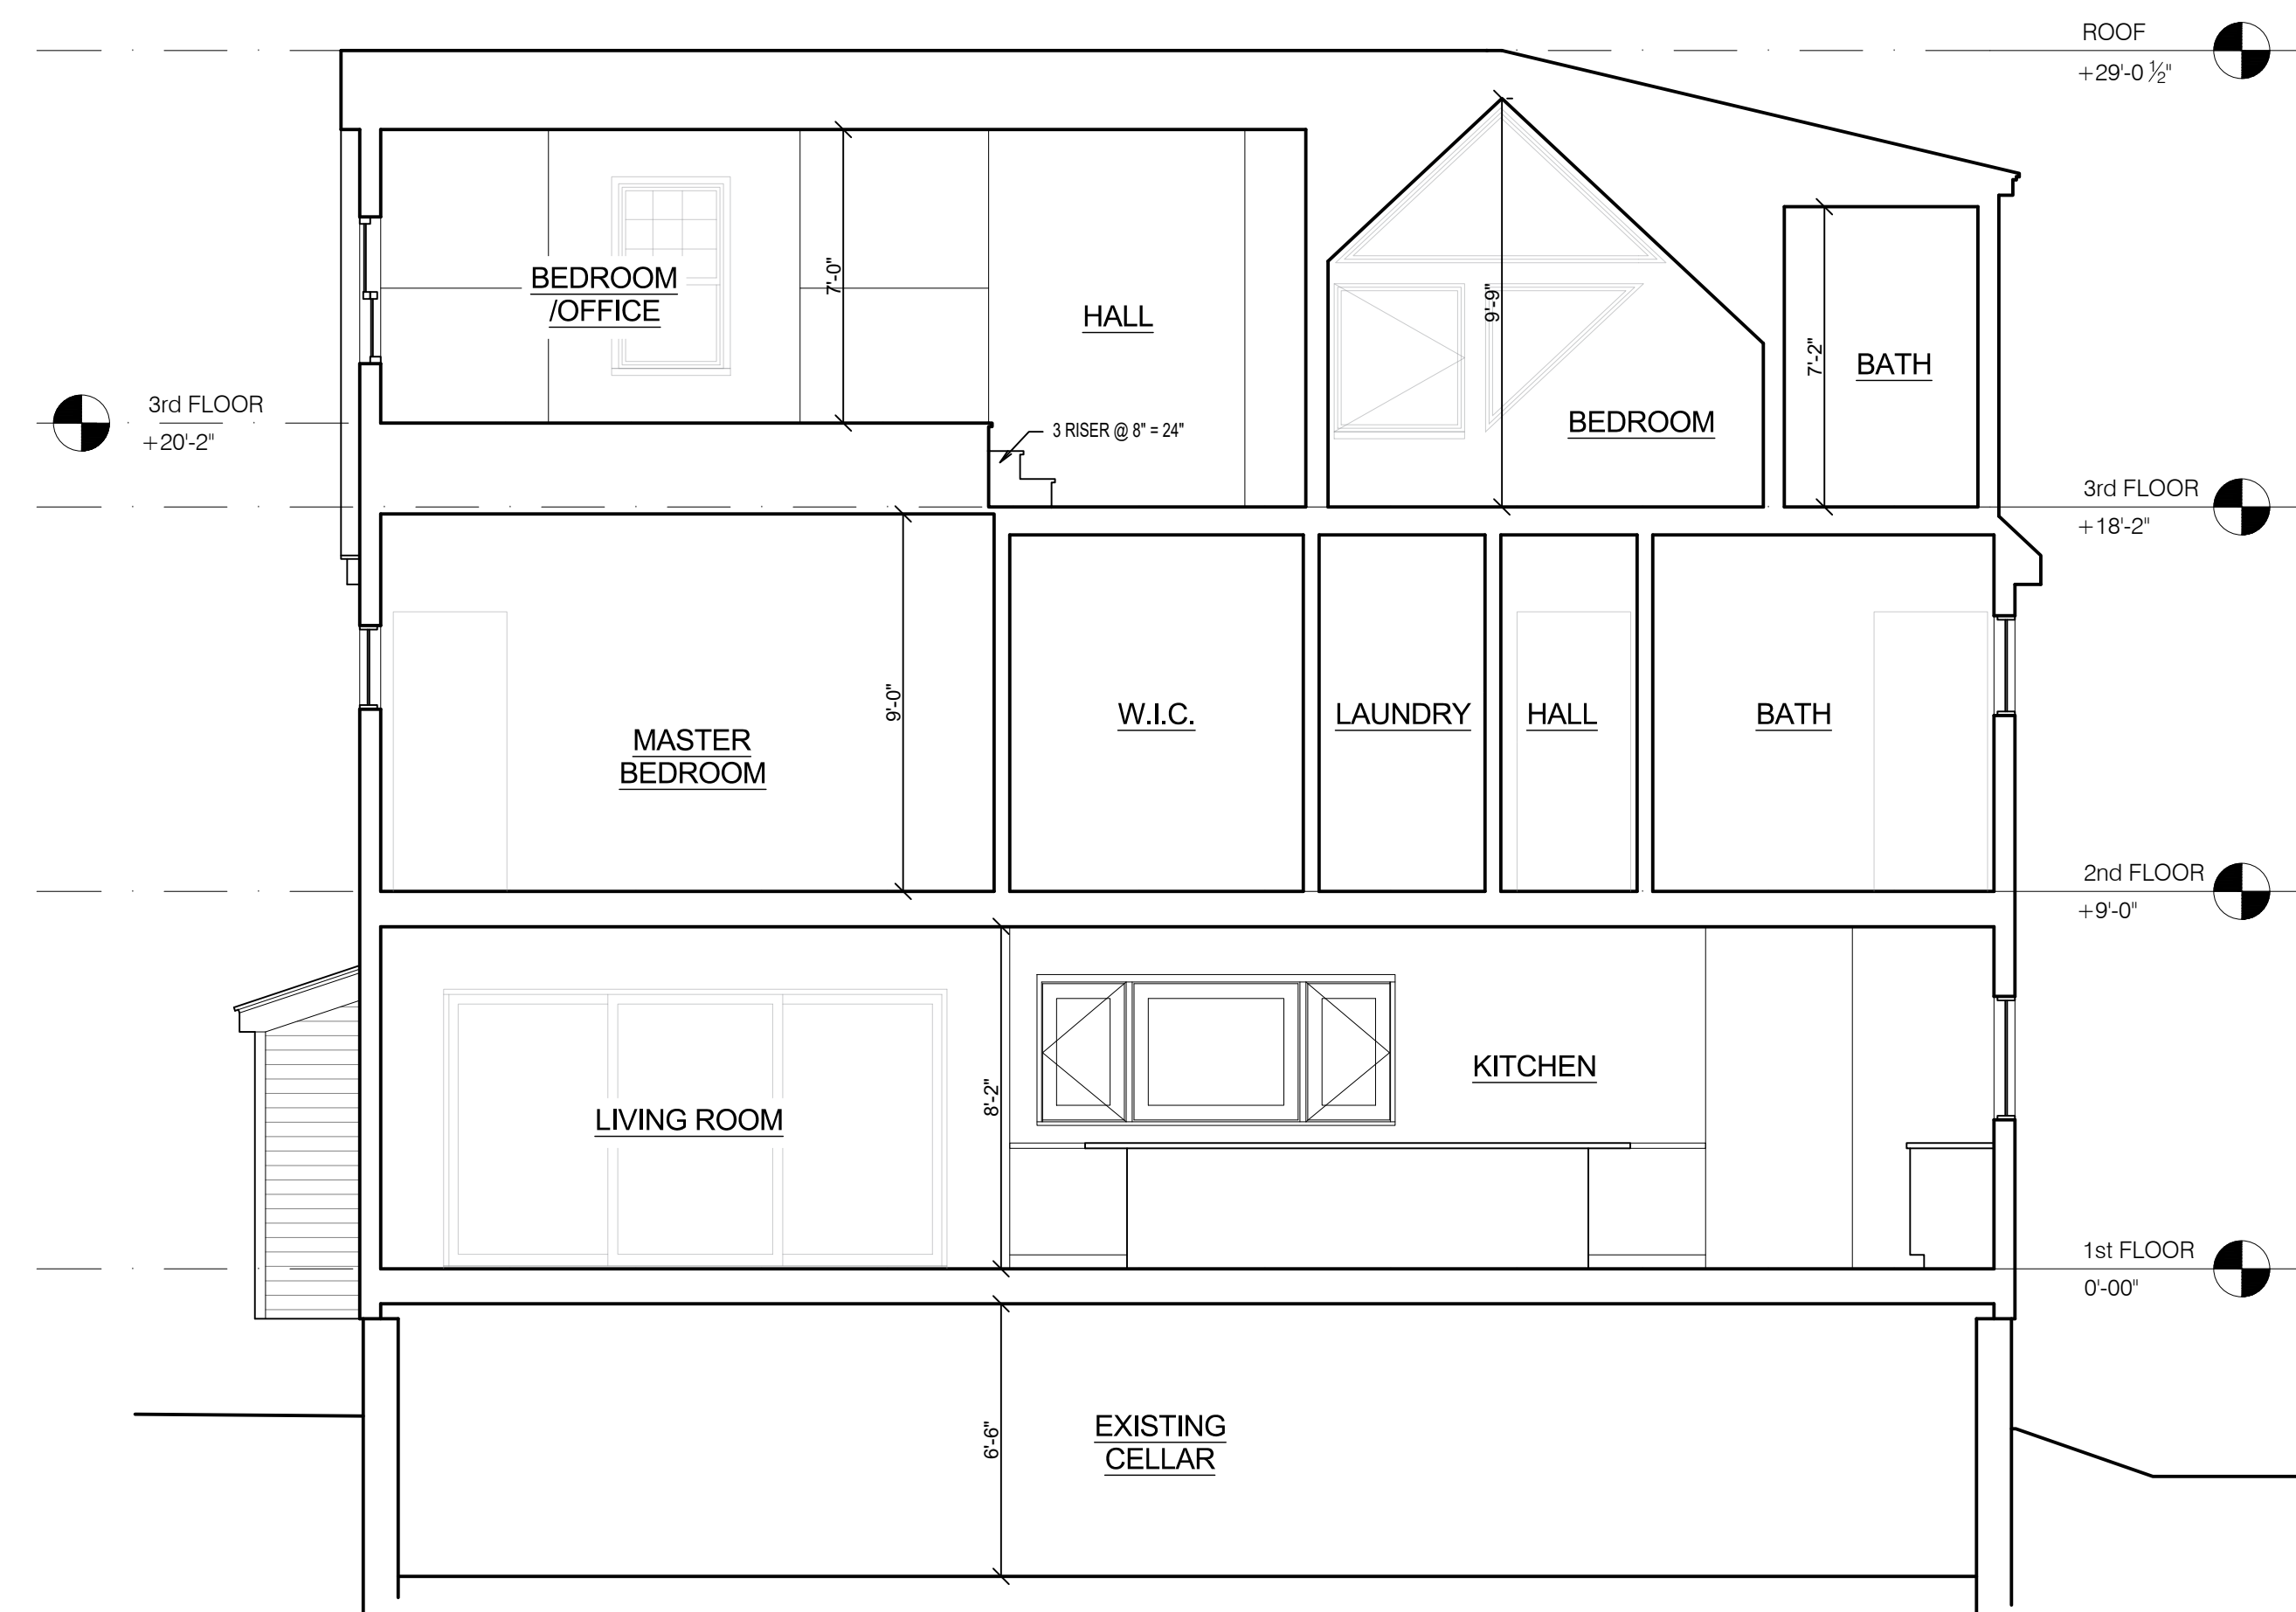 ROOF
+29'-0 ½"
BEDROOM
/OFFICE
7'-0"
HALL
9'-9"
7'-2"
BATH
BEDROOM
3 RISER @ 8" = 24"
3rd FLOOR
+20'-2"
3rd FLOOR
+18'-2"
9'-0"
MASTER
BEDROOM
W.I.C.
LAUNDRY
HALL
BATH
2nd FLOOR
+9'-0"
8'-2"
LIVING ROOM
KITCHEN
1st FLOOR
0'-00"
6'-6"
EXISTING
CELLAR